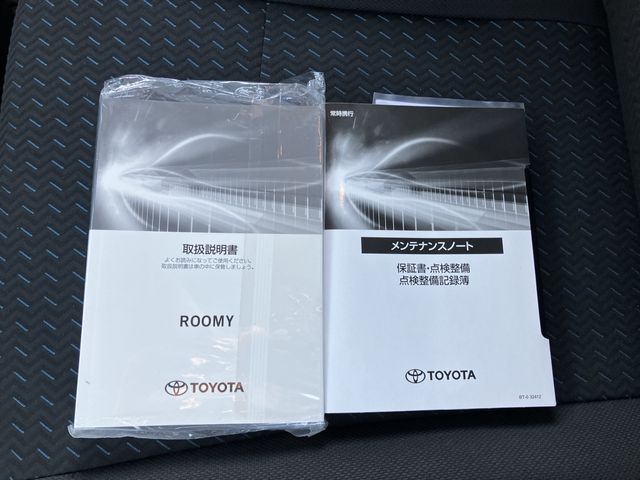 取扱説明書
よくお読みになってご使用ください。
取扱説明書は車の中に保管しましょう。
ROOMY
TOYOTA
常時携行
メンテナンスノート
保証書・点検整備
点検整備記録簿
TOYOTA
BT-0 32412